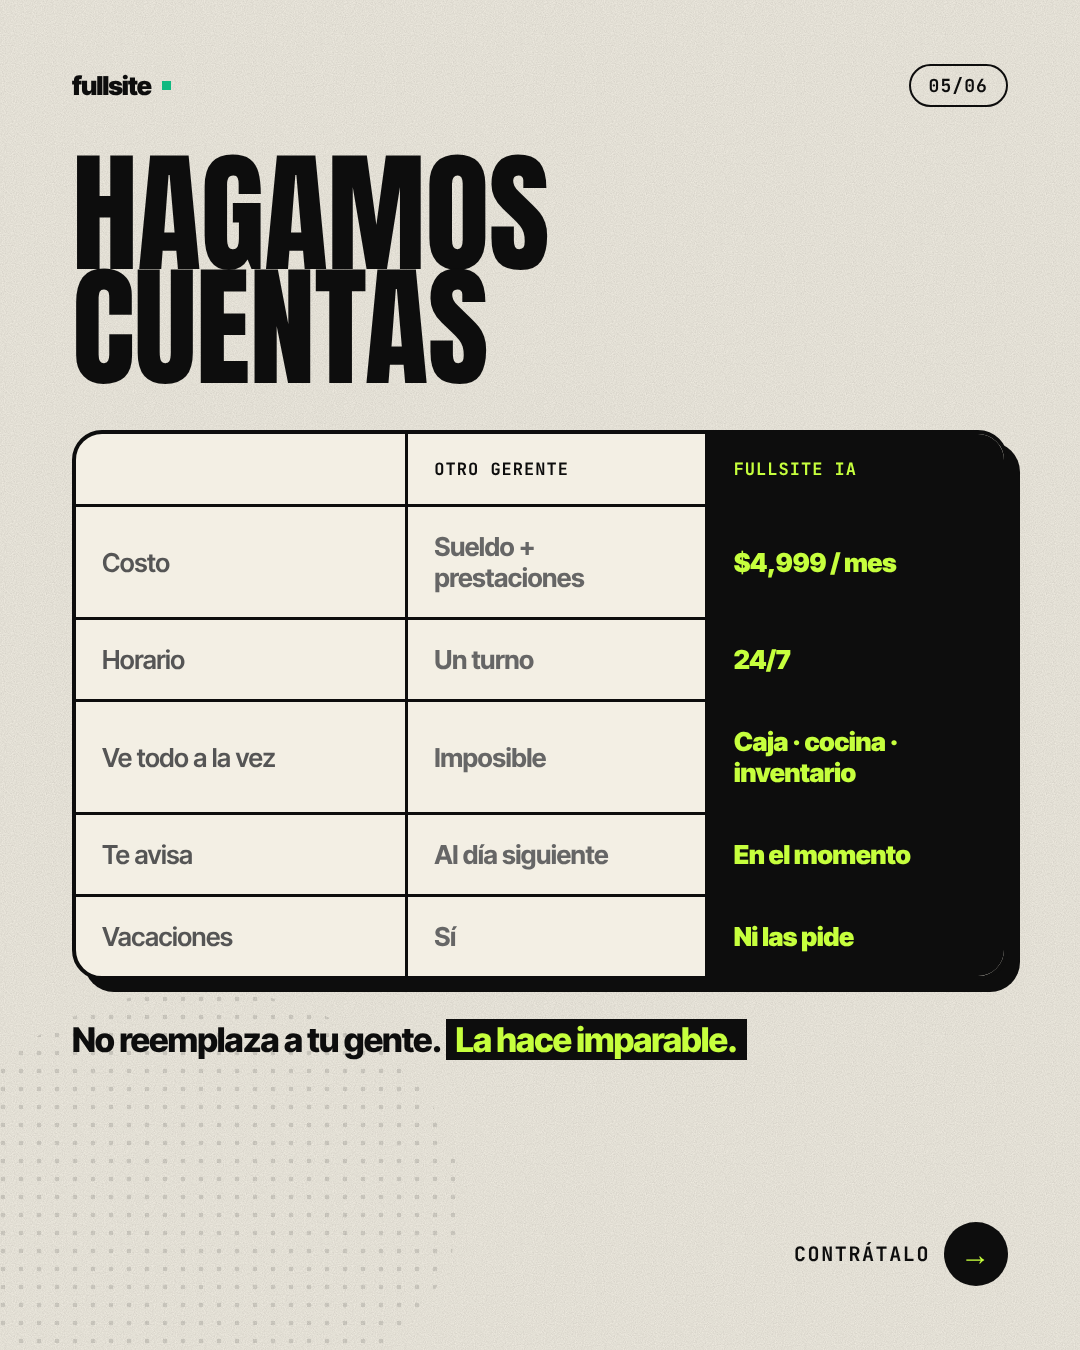 fullsite
05/06
HAGAMOS
CUENTAS
OTRO GERENTE
FULLSITE IA
Costo
Sueldo +
prestaciones
$4,999 / mes
Horario
Un turno
24/7
Ve todo a la vez
Imposible
Caja · cocina ·
inventario
Te avisa
Al día siguiente
En el momento
Vacaciones
Sí
Ni las pide
No reemplaza a tu gente. La hace imparable.
CONTRÁTALO →